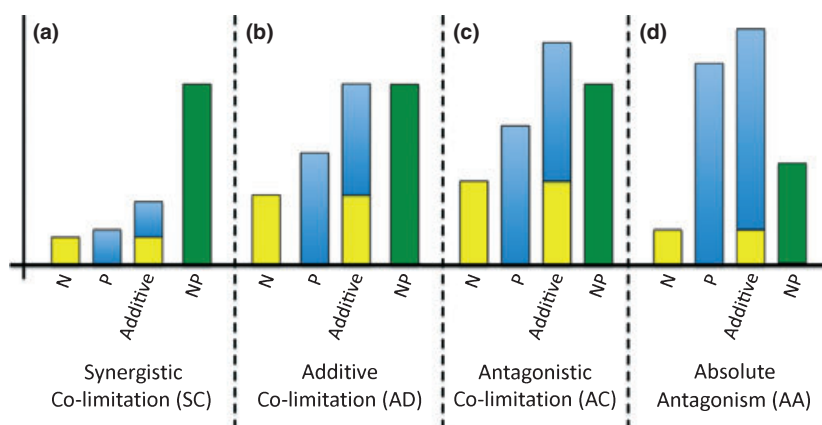 (a)
N
P
Additive
NP
Synergistic
Co-limitation (SC)
(b)
N
P
Additive
NP
Additive
Co-limitation (AD)
(c)
N
P
Additive
NP
Antagonistic
Co-limitation (AC)
(d)
N
P
Additive
NP
Absolute
Antagonism (AA)